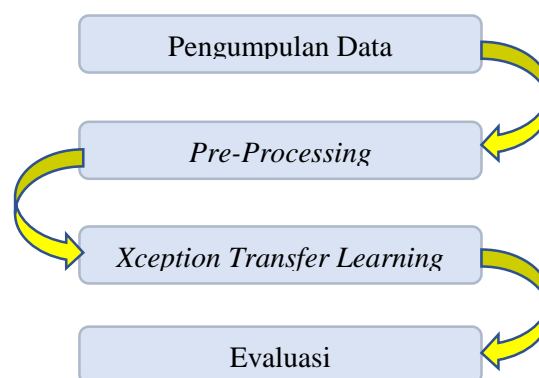 Pengumpulan Data
Pre-Processing
Xception Transfer Learning
Evaluasi